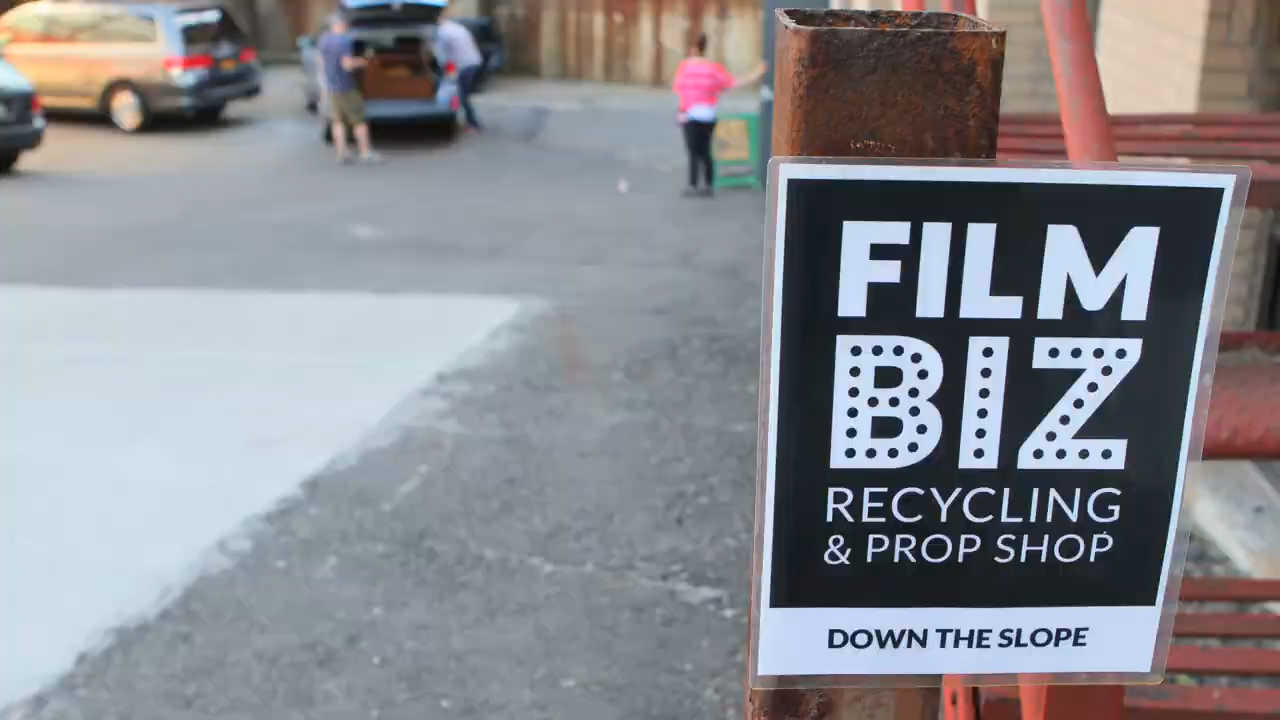 FILM
BIZ
RECYCLING
& PROP SHOP
DOWN THE SLOPE